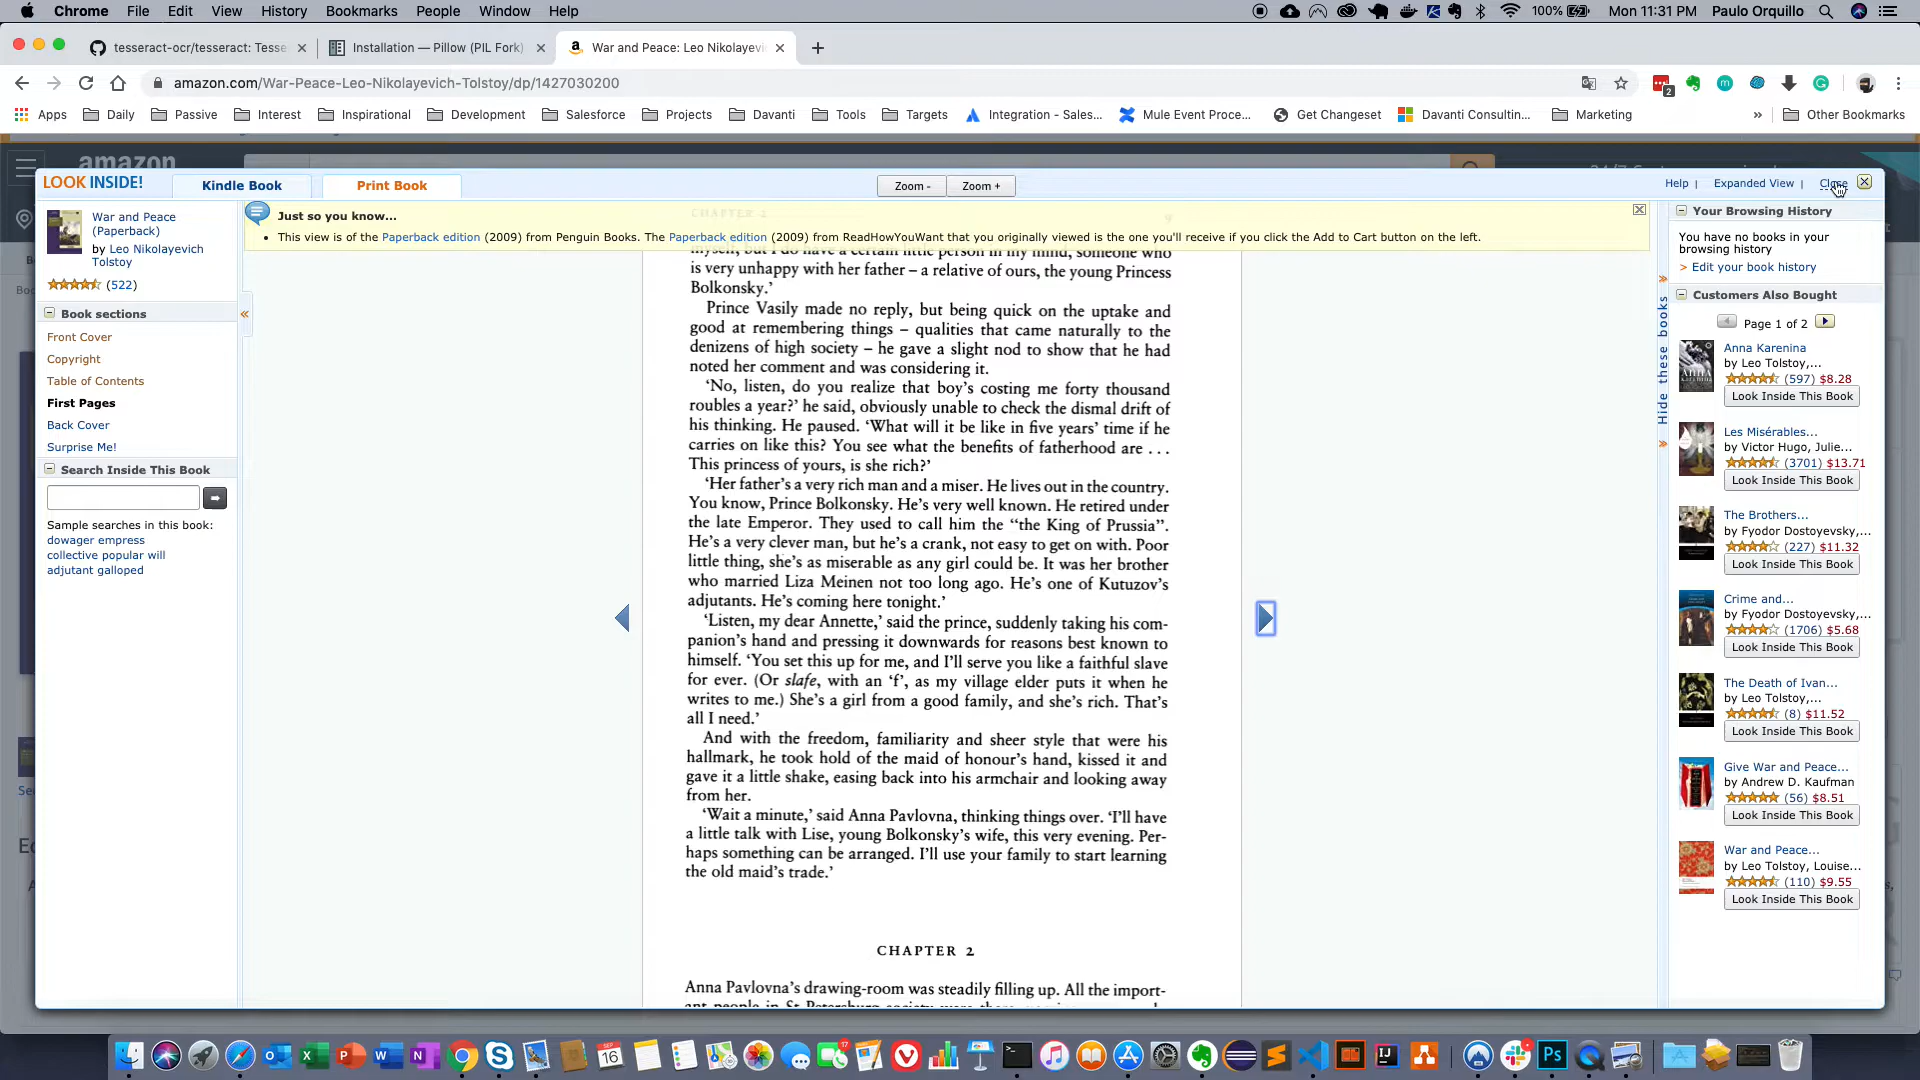 Chrome File Edit View History Bookmarks People Window Help 100% Mon 11:31 PM Paulo Orquillo
tesseract-ocr/tesseract: Tesse Installation — Pillow (PIL Fork) War and Peace: Leo Nikolayevi
amazon.com/War-Peace-Leo-Nikolayevich-Tolstoy/dp/1427030200
Apps Daily Passive Interest Inspirational Development Salesforce Projects Davanti Tools Targets Integration - Sales... Mule Event Proce... Get Changeset Davanti Consultin... Marketing » Other Bookmarks
amazon
LOOK INSIDE! Kindle Book Print Book Zoom - Zoom + Help | Expanded View | Close
War and Peace
(Paperback)
by Leo Nikolayevich
Tolstoy
(522)
Book sections
Front Cover
Copyright
Table of Contents
First Pages
Back Cover
Surprise Me!
Search Inside This Book
Sample searches in this book:
dowager empress
collective popular will
adjutant galloped
Just so you know...
• This view is of the Paperback edition (2009) from Penguin Books. The Paperback edition (2009) from ReadHowYouWant that you originally viewed is the one you'll receive if you click the Add to Cart button on the left.
myself, but I do have a certain little person in my mind, someone who
is very unhappy with her father – a relative of ours, the young Princess
Bolkonsky.’
Prince Vasily made no reply, but being quick on the uptake and
good at remembering things – qualities that came naturally to the
denizens of high society – he gave a slight nod to show that he had
noted her comment and was considering it.
‘No, listen, do you realize that boy’s costing me forty thousand
roubles a year?’ he said, obviously unable to check the dismal drift of
his thinking. He paused. ‘What will it be like in five years’ time if he
carries on like this? You see what the benefits of fatherhood are . . .
This princess of yours, is she rich?’
‘Her father’s a very rich man and a miser. He lives out in the country.
You know, Prince Bolkonsky. He’s very well known. He retired under
the late Emperor. They used to call him the “the King of Prussia”.
He’s a very clever man, but he’s a crank, not easy to get on with. Poor
little thing, she’s as miserable as any girl could be. It was her brother
who married Liza Meinen not too long ago. He’s one of Kutuzov’s
adjutants. He’s coming here tonight.’
‘Listen, my dear Annette,’ said the prince, suddenly taking his com-
panion’s hand and pressing it downwards for reasons best known to
himself. ‘You set this up for me, and I’ll serve you like a faithful slave
for ever. (Or slafe, with an ‘f’, as my village elder puts it when he
writes to me.) She’s a girl from a good family, and she’s rich. That’s
all I need.’
And with the freedom, familiarity and sheer style that were his
hallmark, he took hold of the maid of honour’s hand, kissed it and
gave it a little shake, easing back into his armchair and looking away
from her.
‘Wait a minute,’ said Anna Pavlovna, thinking things over. ‘I’ll have
a little talk with Lise, young Bolkonsky’s wife, this very evening. Per-
haps something can be arranged. I’ll use your family to start learning
the old maid’s trade.’
CHAPTER 2
Anna Pavlovna’s drawing-room was steadily filling up. All the import-
Hide these books
Your Browsing History
You have no books in your
browsing history
> Edit your book history
Customers Also Bought
Page 1 of 2
Anna Karenina
by Leo Tolstoy,...
(597) $8.28
Look Inside This Book
Les Misérables...
by Victor Hugo, Julie...
(3701) $13.71
Look Inside This Book
The Brothers...
by Fyodor Dostoyevsky,...
(227) $11.32
Look Inside This Book
Crime and...
by Fyodor Dostoyevsky,...
(1706) $5.68
Look Inside This Book
The Death of Ivan...
by Leo Tolstoy,...
(8) $11.52
Look Inside This Book
Give War and Peace...
by Andrew D. Kaufman
(56) $8.51
Look Inside This Book
War and Peace...
by Leo Tolstoy, Louise...
(110) $9.55
Look Inside This Book